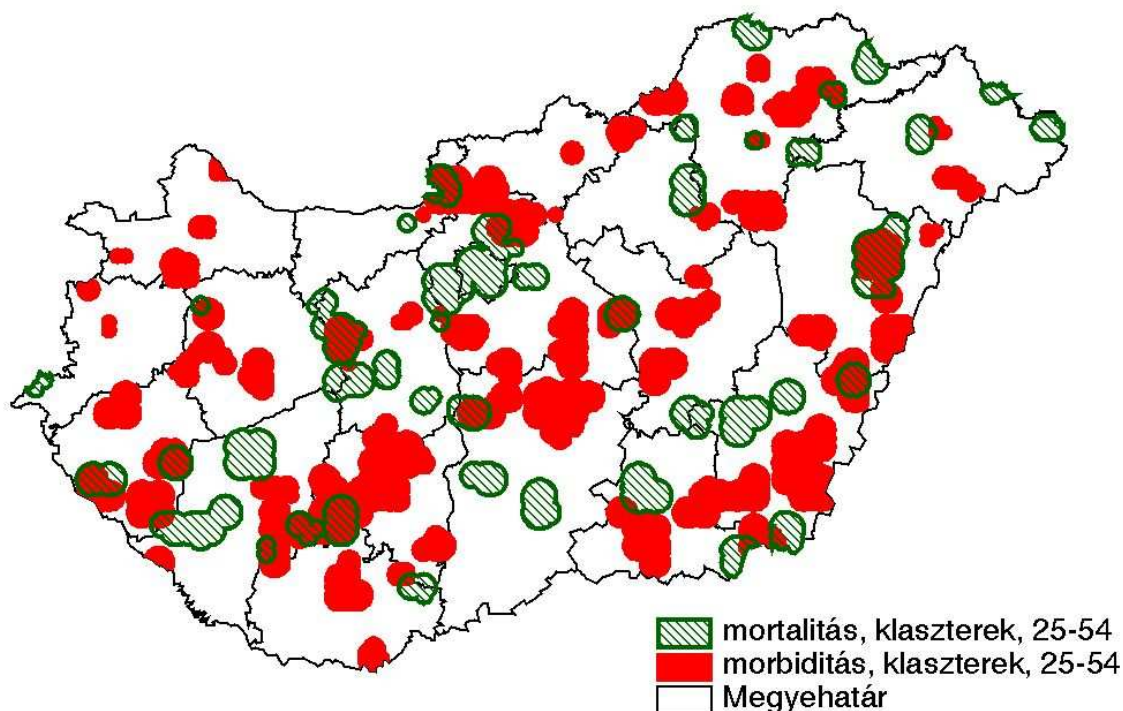 mortalitás, klaszterek, 25-54
morbiditás, klaszterek, 25-54
Megyehatár